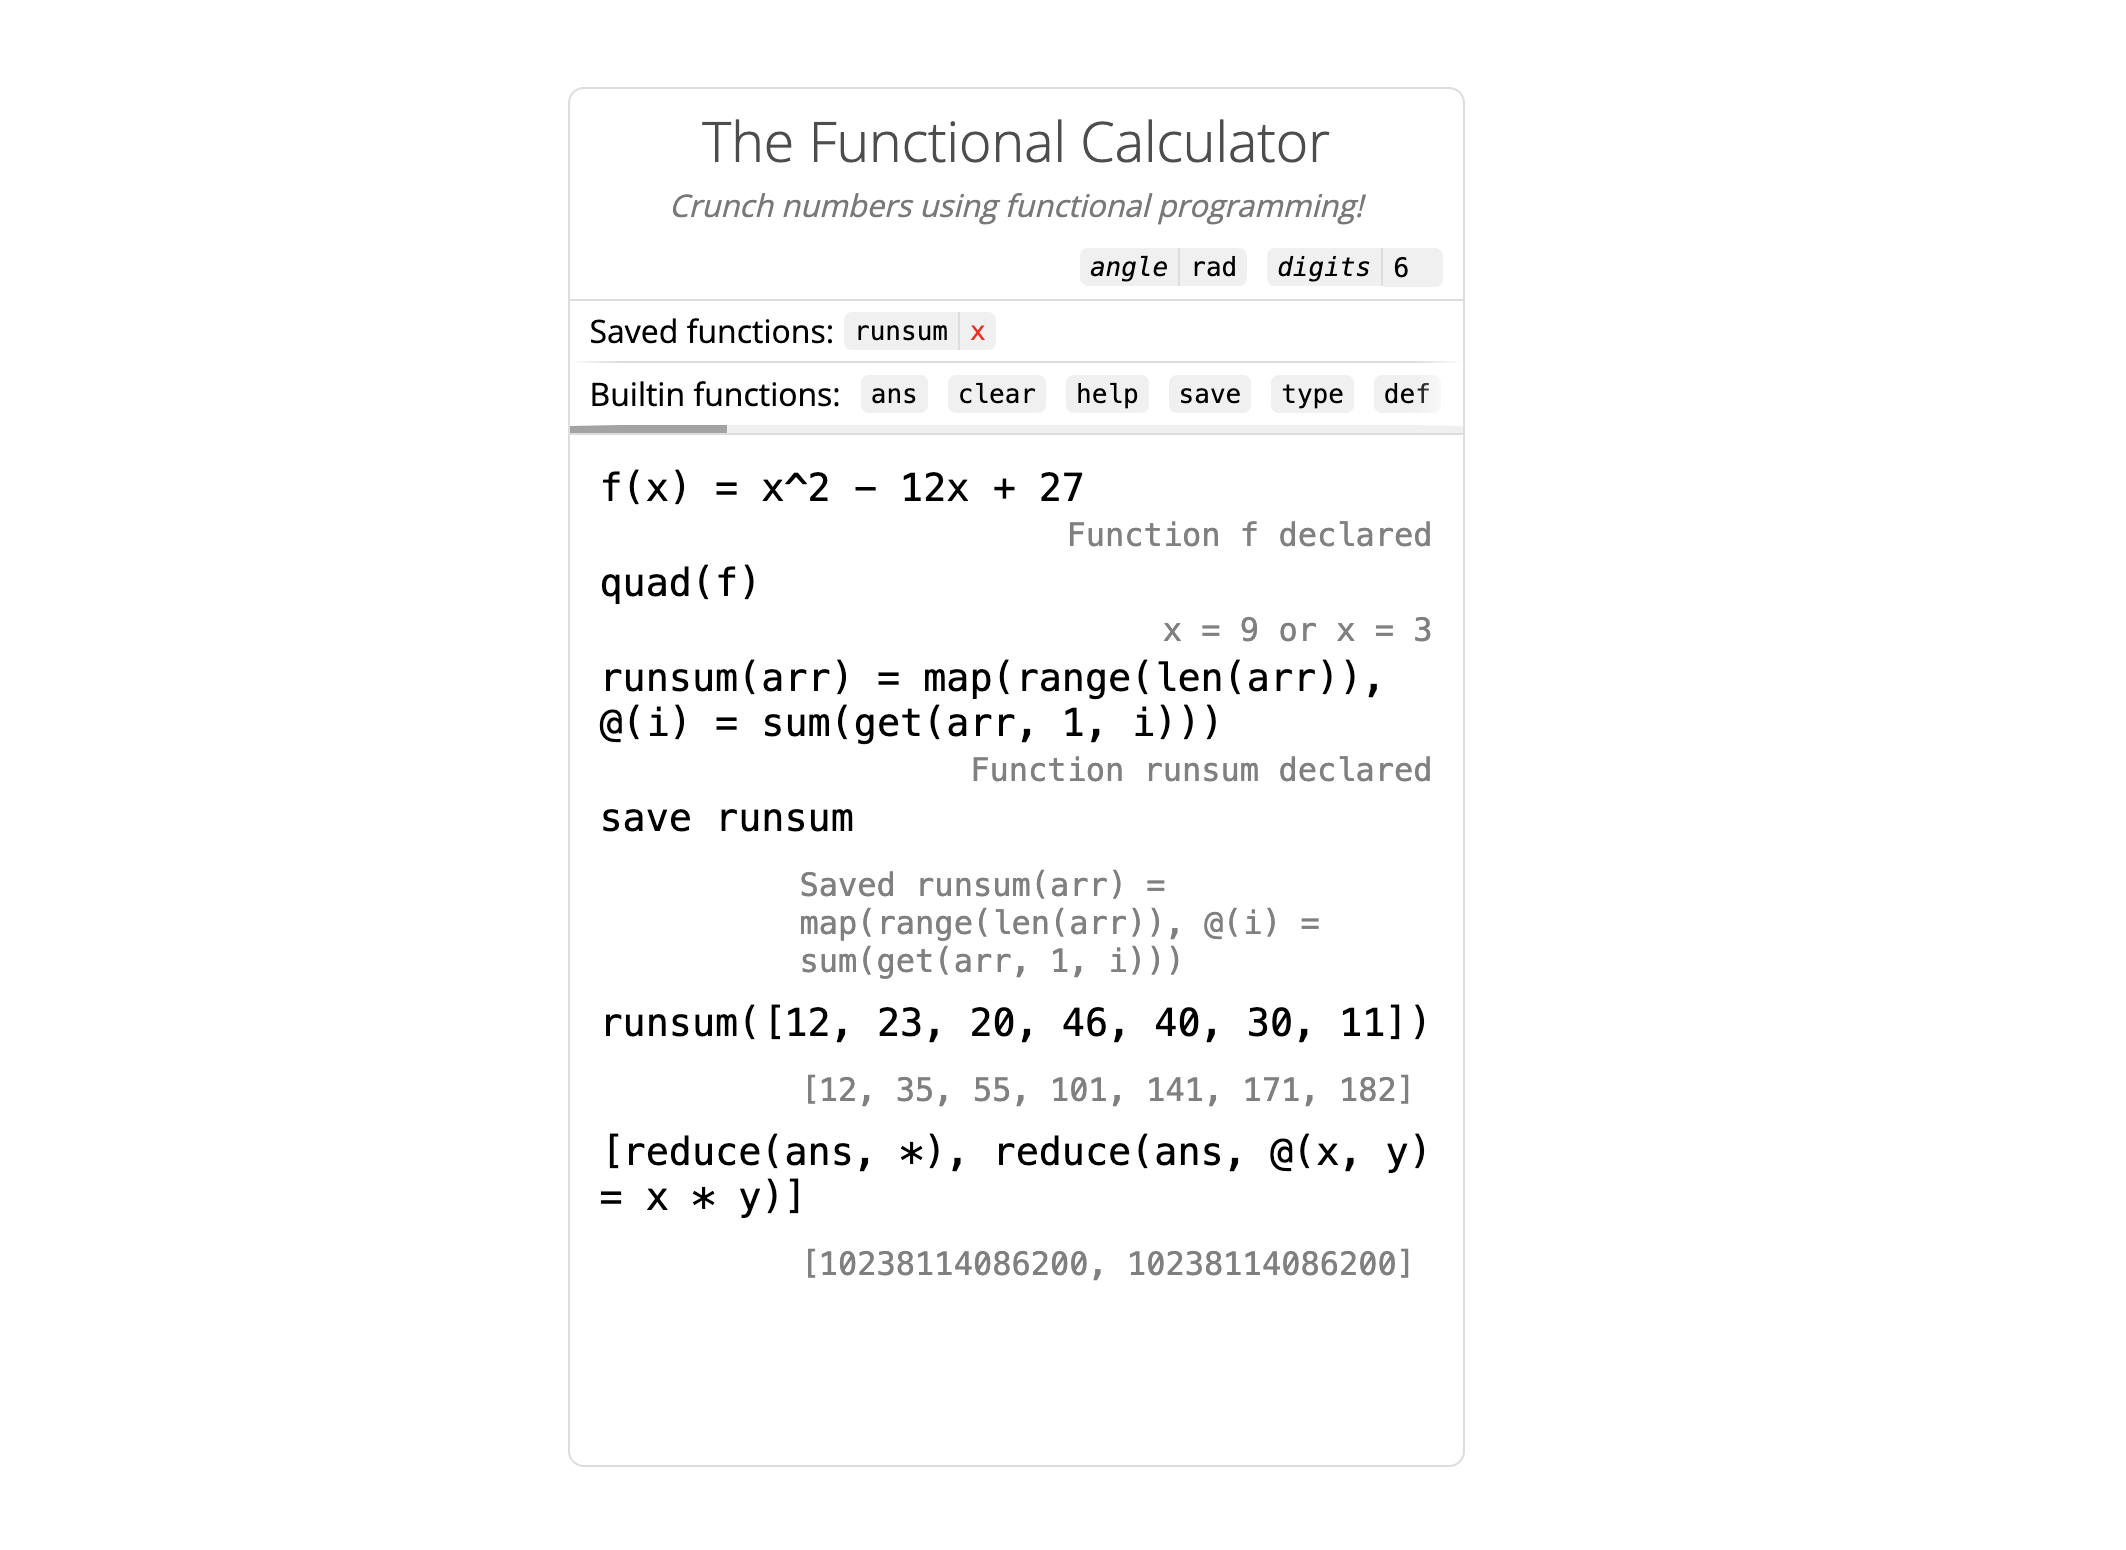 The Functional Calculator
Crunch numbers using functional programming!
angle rad digits 6
Saved functions: runsum x
Builtin functions: ans clear help save type def
f(x) = x^2 − 12x + 27
Function f declared
quad(f)
x = 9 or x = 3
runsum(arr) = map(range(len(arr)),
@(i) = sum(get(arr, 1, i)))
Function runsum declared
save runsum
Saved runsum(arr) =
map(range(len(arr)), @(i) =
sum(get(arr, 1, i)))
runsum([12, 23, 20, 46, 40, 30, 11])
[12, 35, 55, 101, 141, 171, 182]
[reduce(ans, *), reduce(ans, @(x, y)
= x * y)]
[10238114086200, 10238114086200]